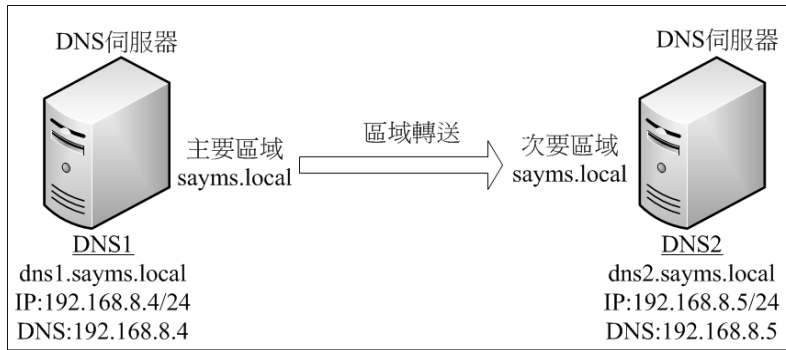 DNS伺服器
主要區域
sayms.local
DNS1
dns1.sayms.local
IP:192.168.8.4/24
DNS:192.168.8.4
區域轉送
DNS伺服器
次要區域
sayms.local
DNS2
dns2.sayms.local
IP:192.168.8.5/24
DNS:192.168.8.5